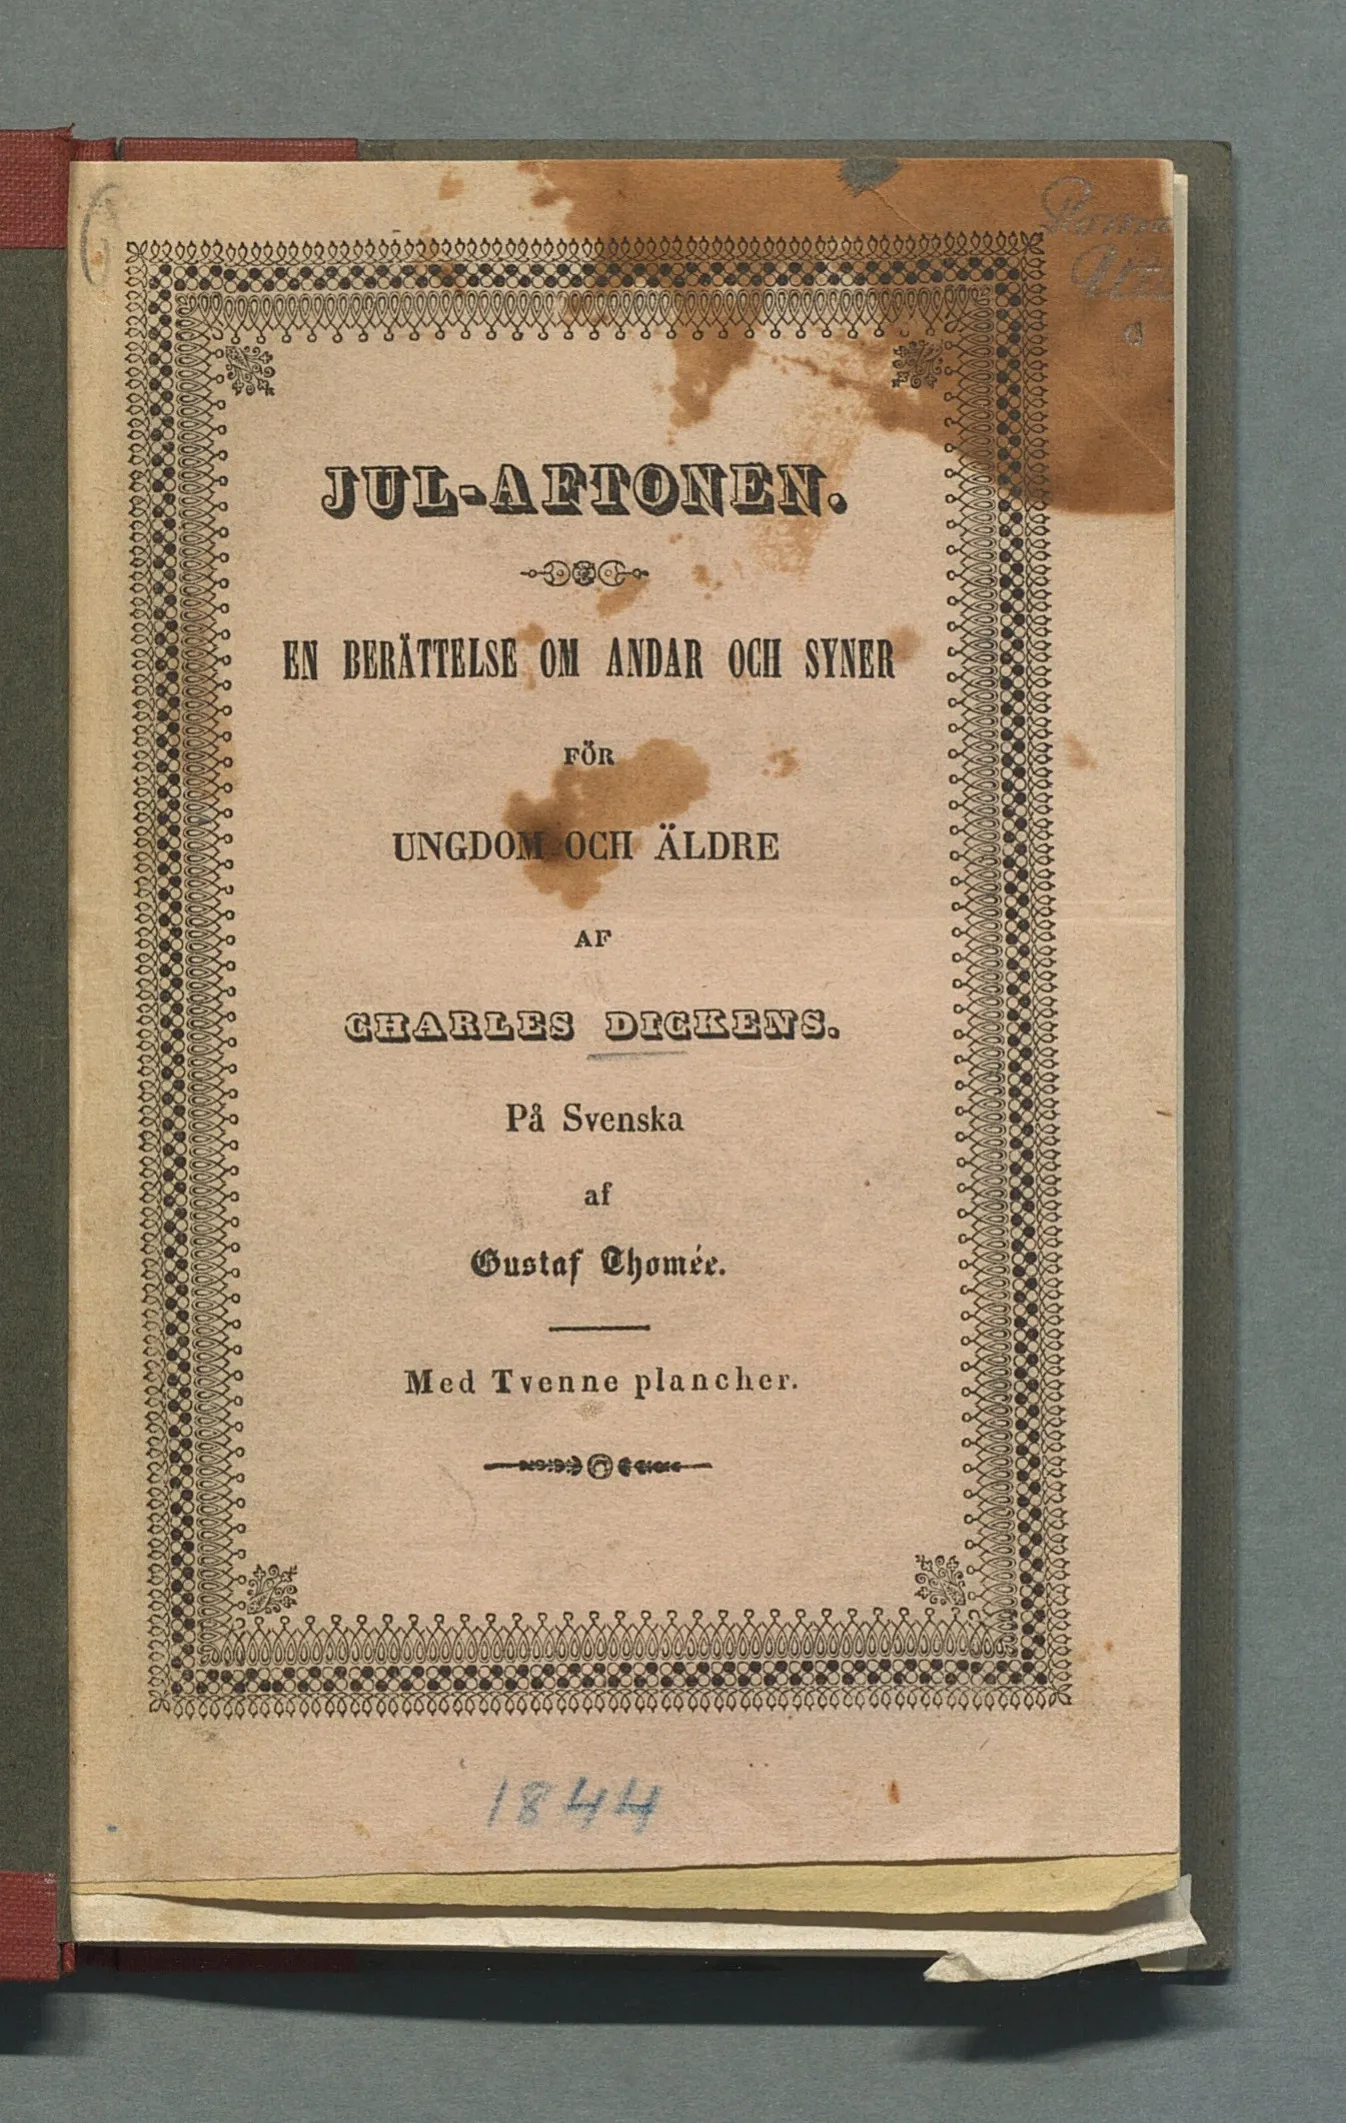 JUL-AFTONEN.
EN BERÄTTELSE OM ANDAR OCH SYNER
FÖR
UNGDOM OCH ÄLDRE
AF
CHARLES DICKENS.
På Svenska
af
Gustaf Thomée.
Med Tvenne plancher.
1844